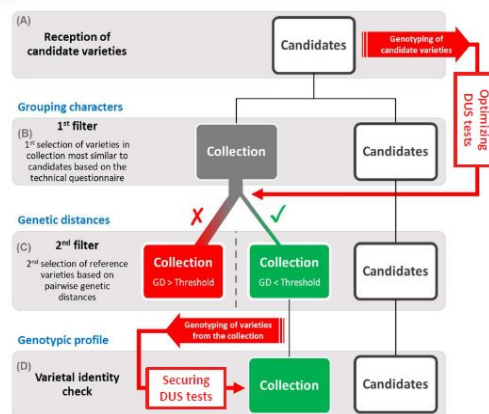 (A)
Reception of
candidate varieties
Candidates
Genotyping of
candidate varieties
Optimizing
DUS tests
Grouping characters
(B)
1st filter
1st selection of varieties in
collection most similar to
candidates based on the
technical questionnaire
Collection
Candidates
✗
✓
Genetic distances
(C)
2nd filter
2nd selection of reference
varieties based on
pairwise genetic
distances
Collection
GD > Threshold
Collection
GD < Threshold
Candidates
Genotyping of varieties
from the collection
Genotypic profile
(D)
Varietal identity
check
Securing
DUS tests
Collection
Candidates